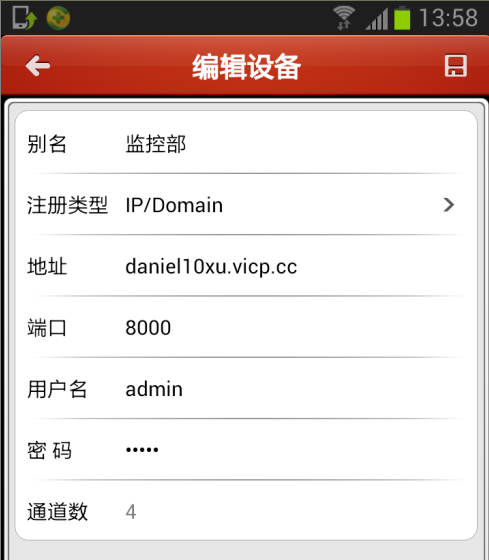 13:58
编辑设备
别名 监控部
注册类型 IP/Domain
地址 daniel10xu.vicp.cc
端口 8000
用户名 admin
密 码 •••••
通道数 4